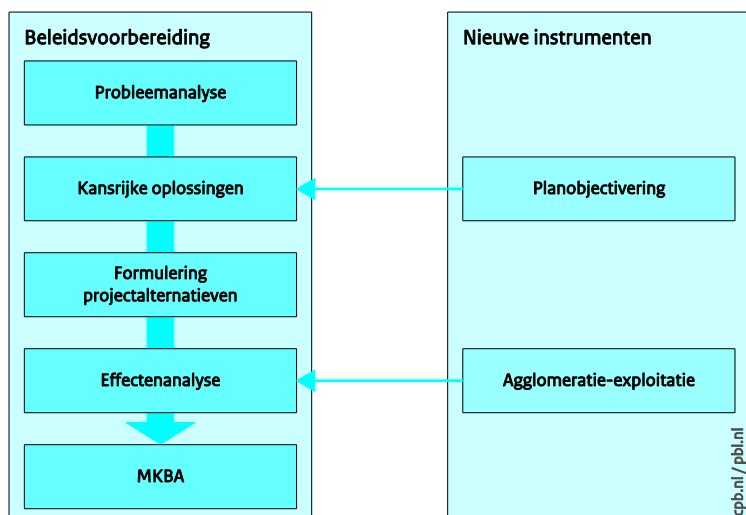 Beleidsvoorbereiding
Probleemanalyse
Kansrijke oplossingen
Formulering
projectalternatieven
Effectenanalyse
MKBA
Nieuwe instrumenten
Planobjectivering
Agglomeratie-exploitatie
cpb.nl / pbl.nl